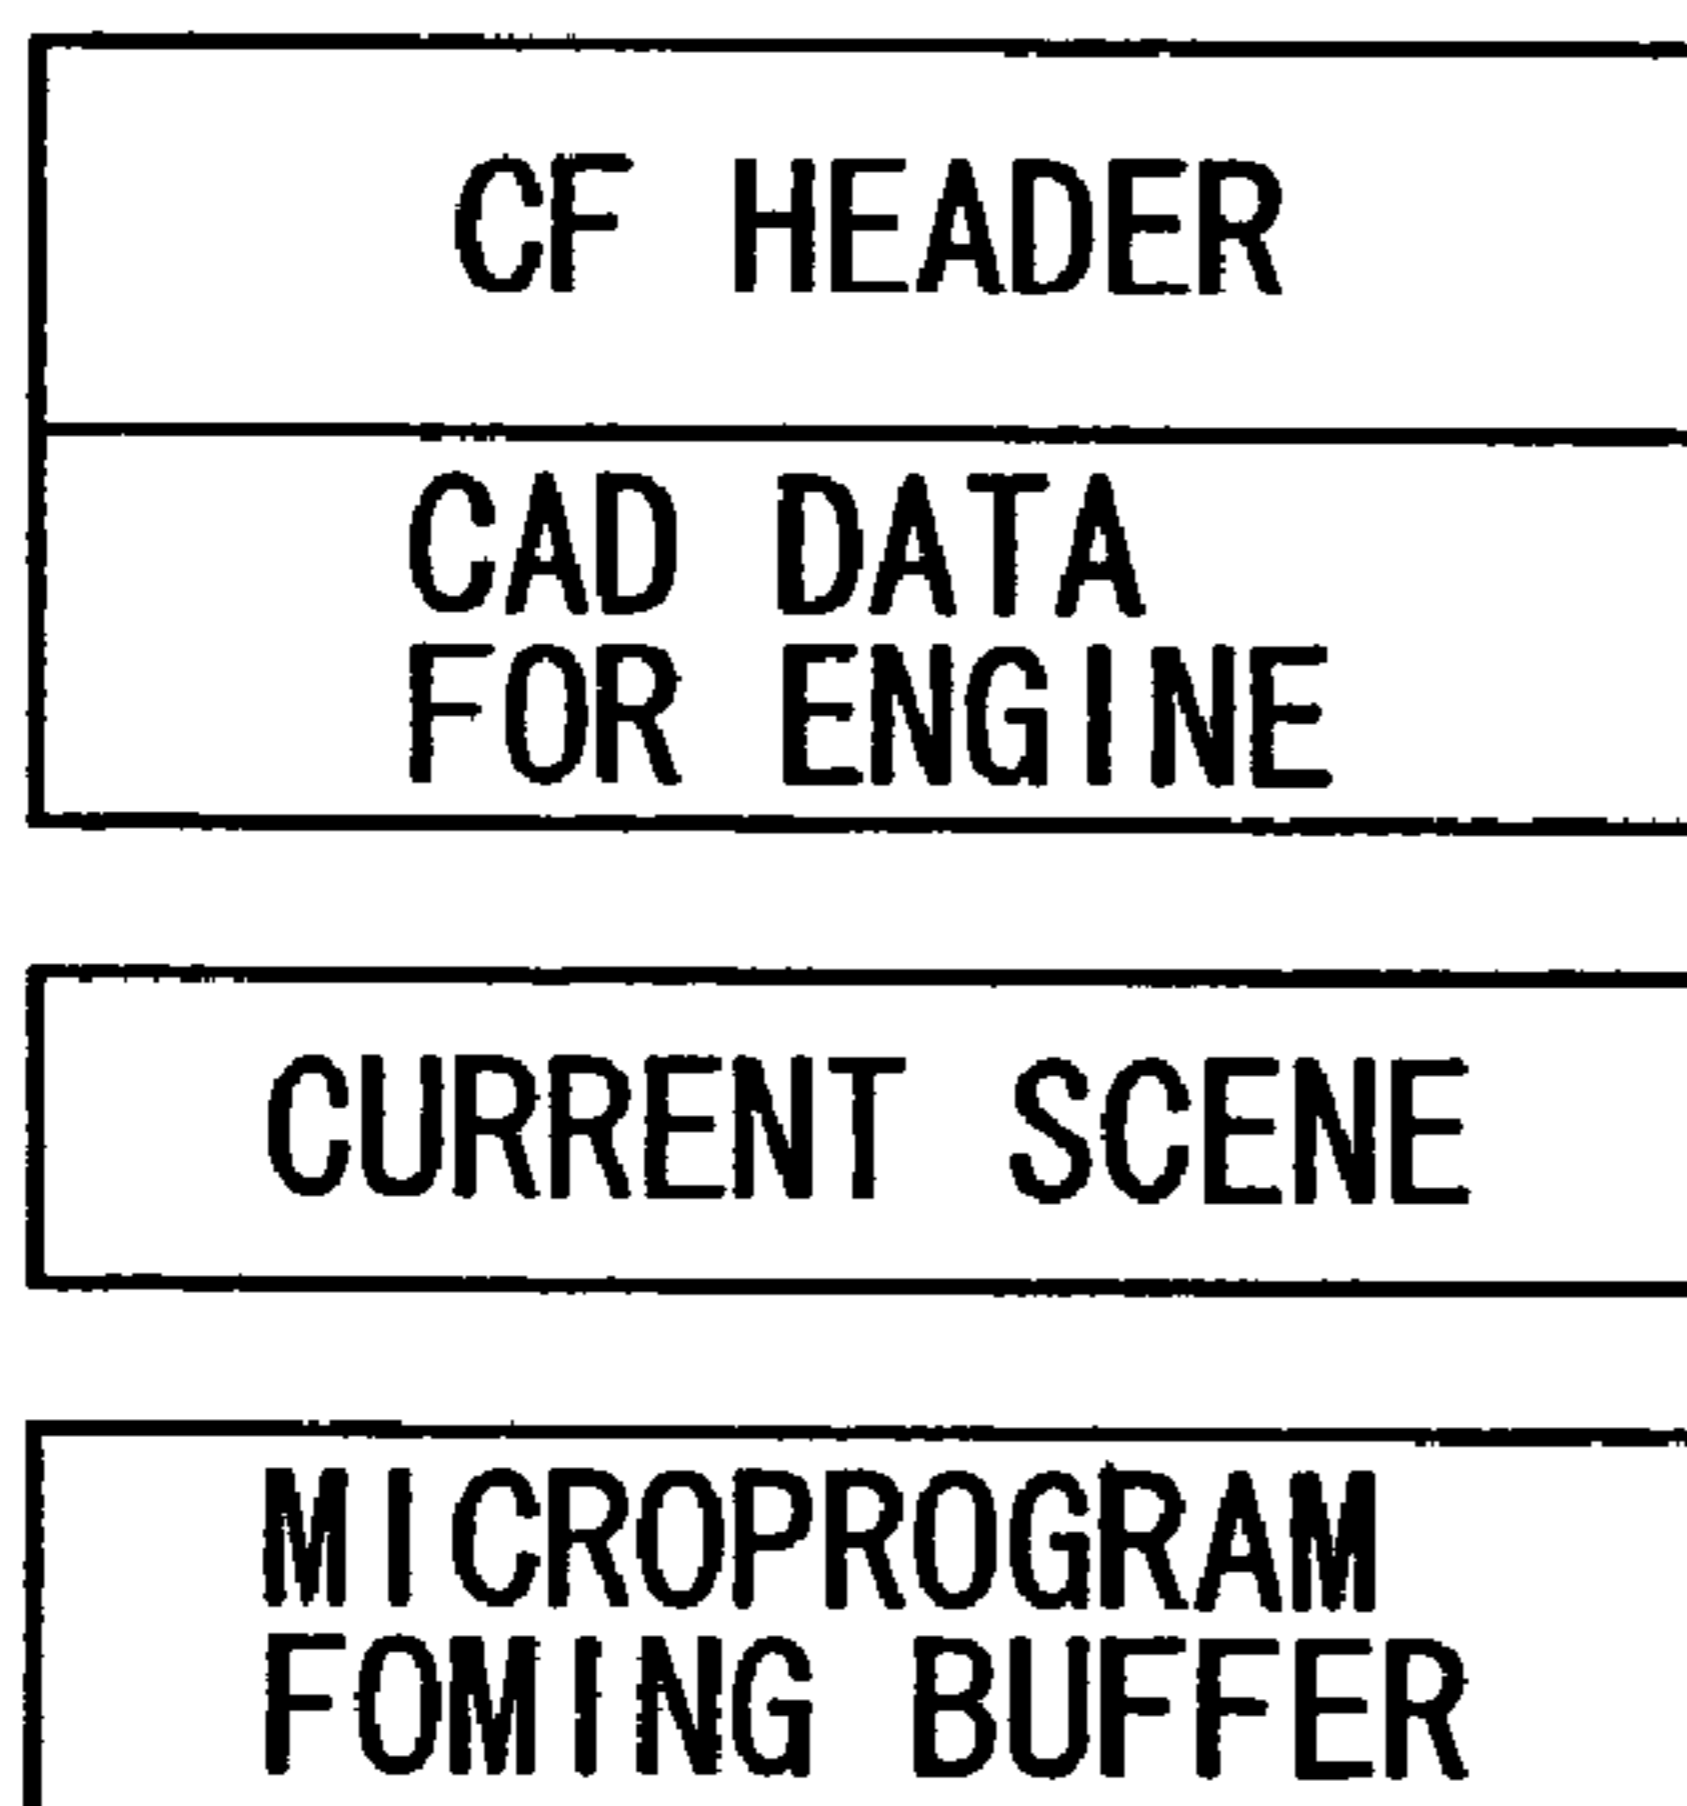 CF HEADER
CAD DATA
FOR ENGINE
CURRENT SCENE
MICROPROGRAM
FOMING BUFFER